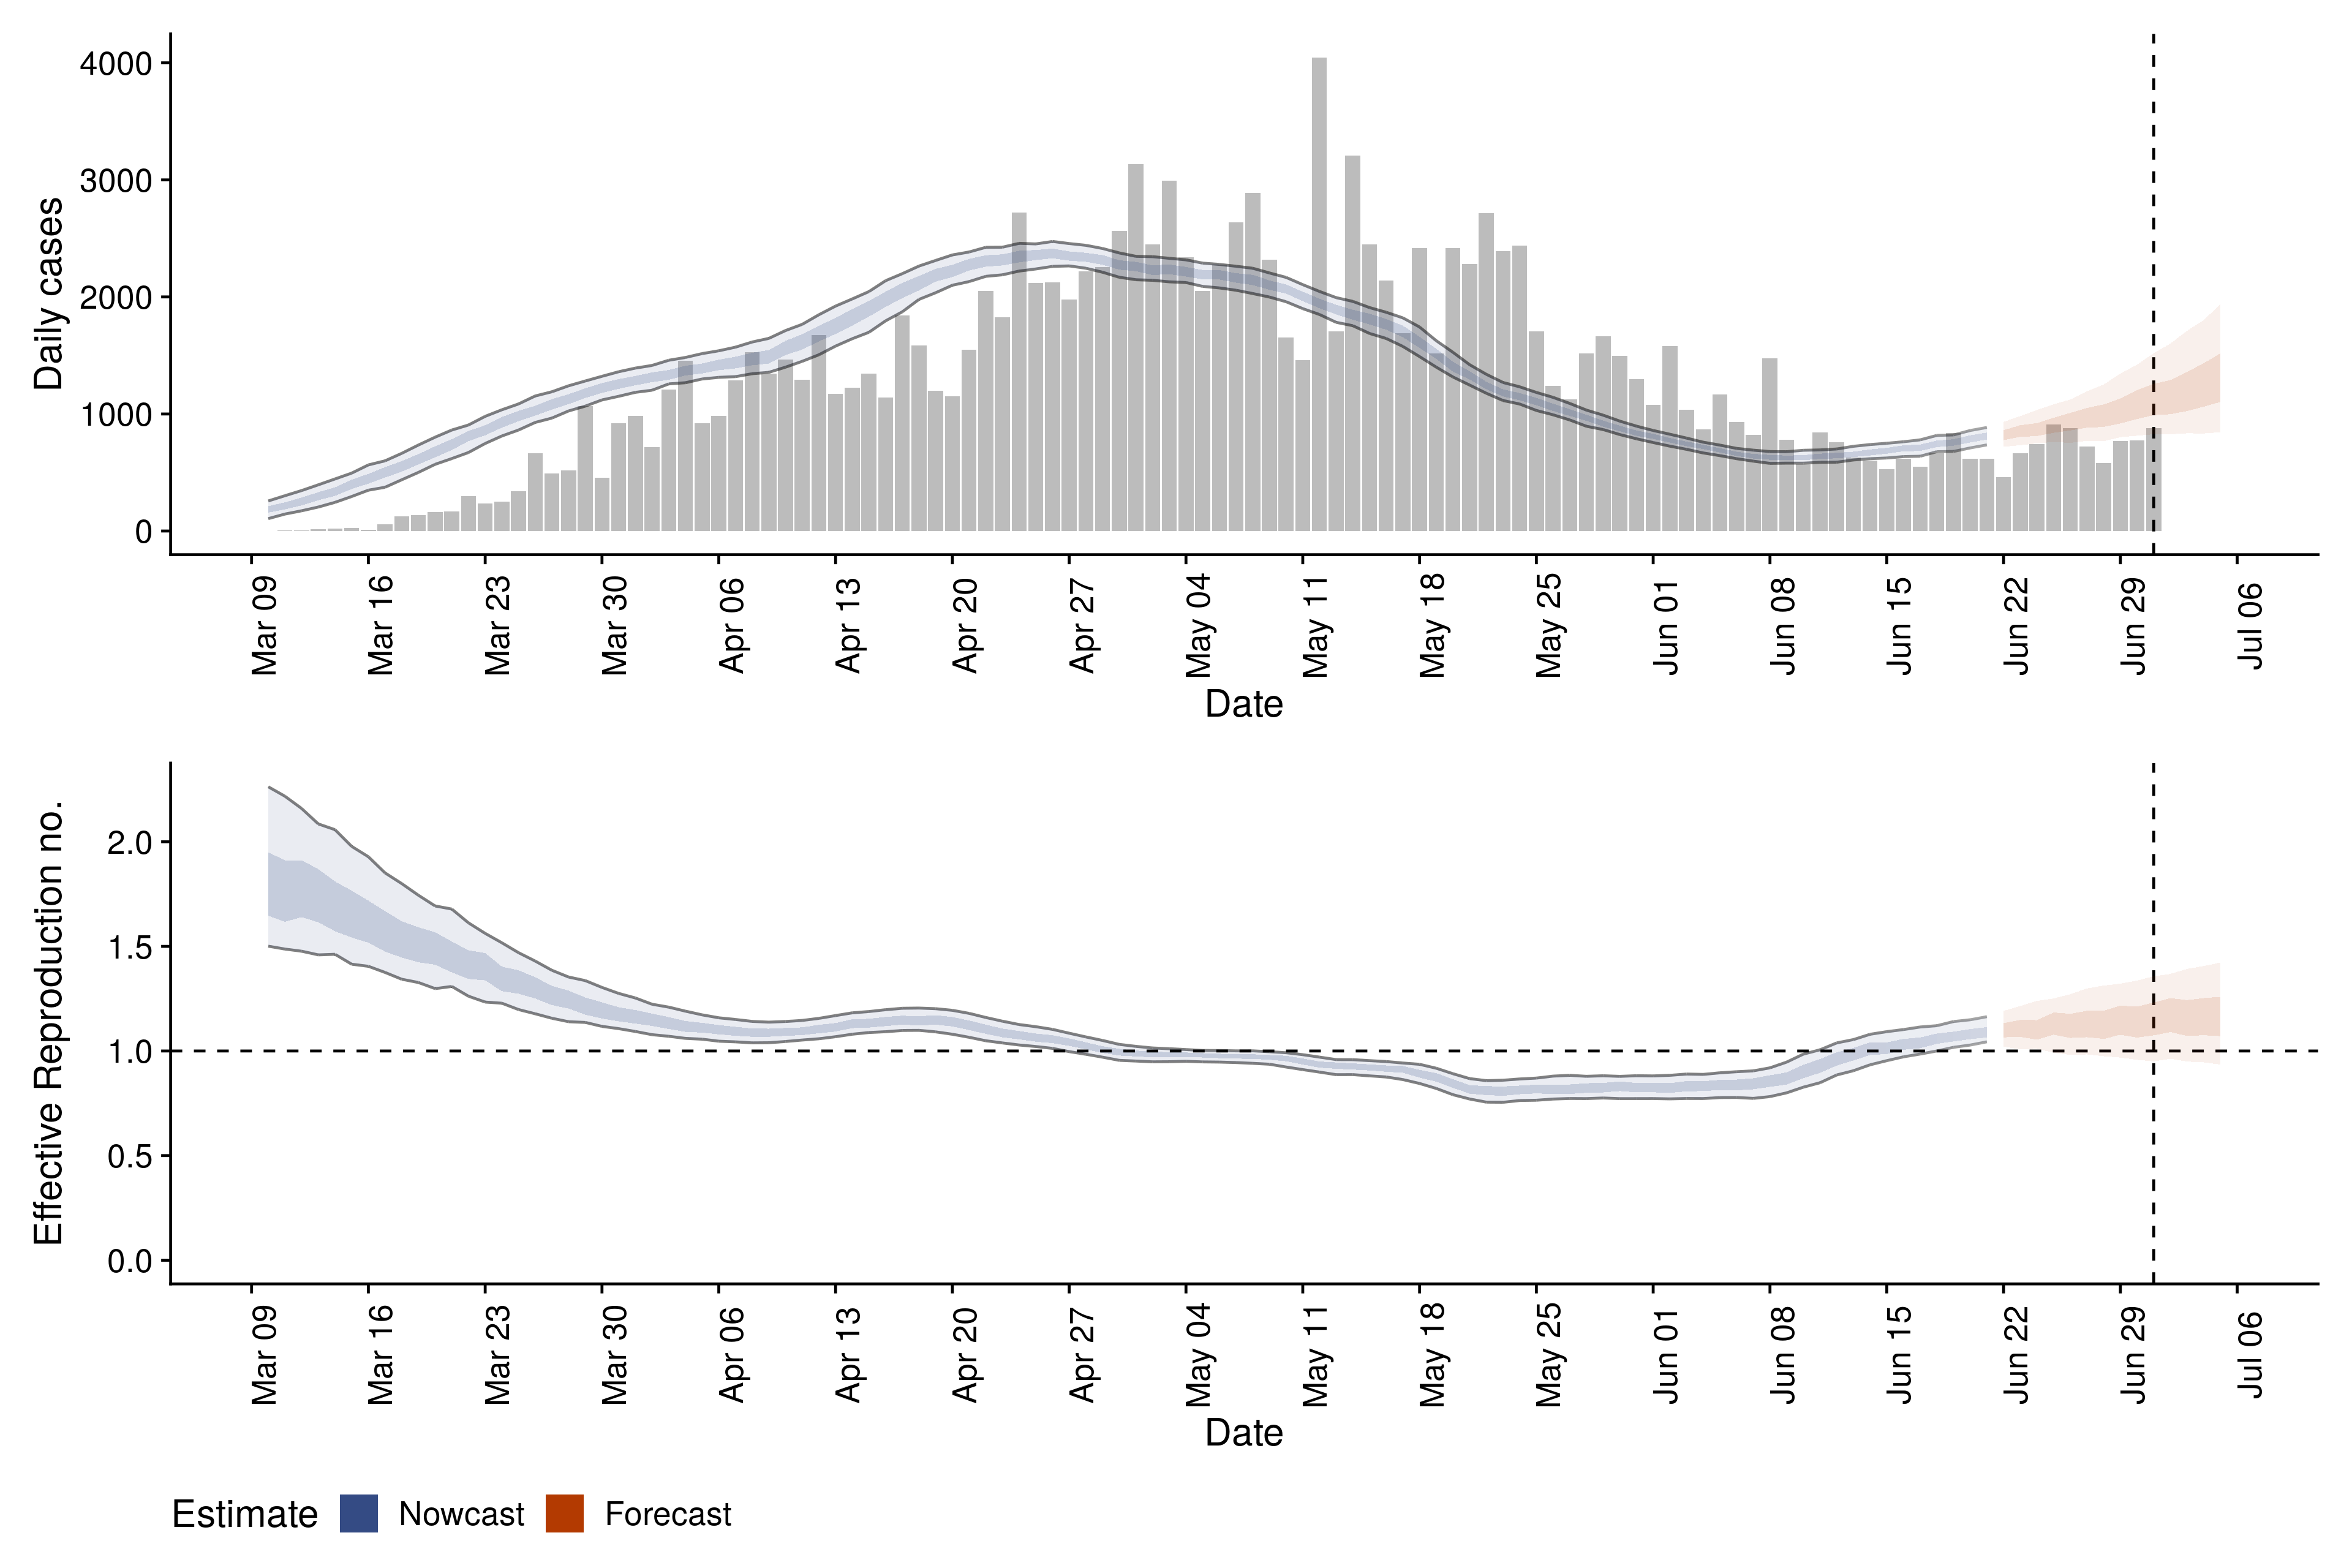 Daily cases
4000
3000
2000
1000
0
Mar 09
Mar 16
Mar 23
Mar 30
Apr 06
Apr 13
Apr 20
Apr 27
May 04
May 11
May 18
May 25
Jun 01
Jun 08
Jun 15
Jun 22
Jun 29
Jul 06
Date
Effective Reproduction no.
2.0
1.5
1.0
0.5
0.0
Mar 09
Mar 16
Mar 23
Mar 30
Apr 06
Apr 13
Apr 20
Apr 27
May 04
May 11
May 18
May 25
Jun 01
Jun 08
Jun 15
Jun 22
Jun 29
Jul 06
Date
Estimate Nowcast Forecast